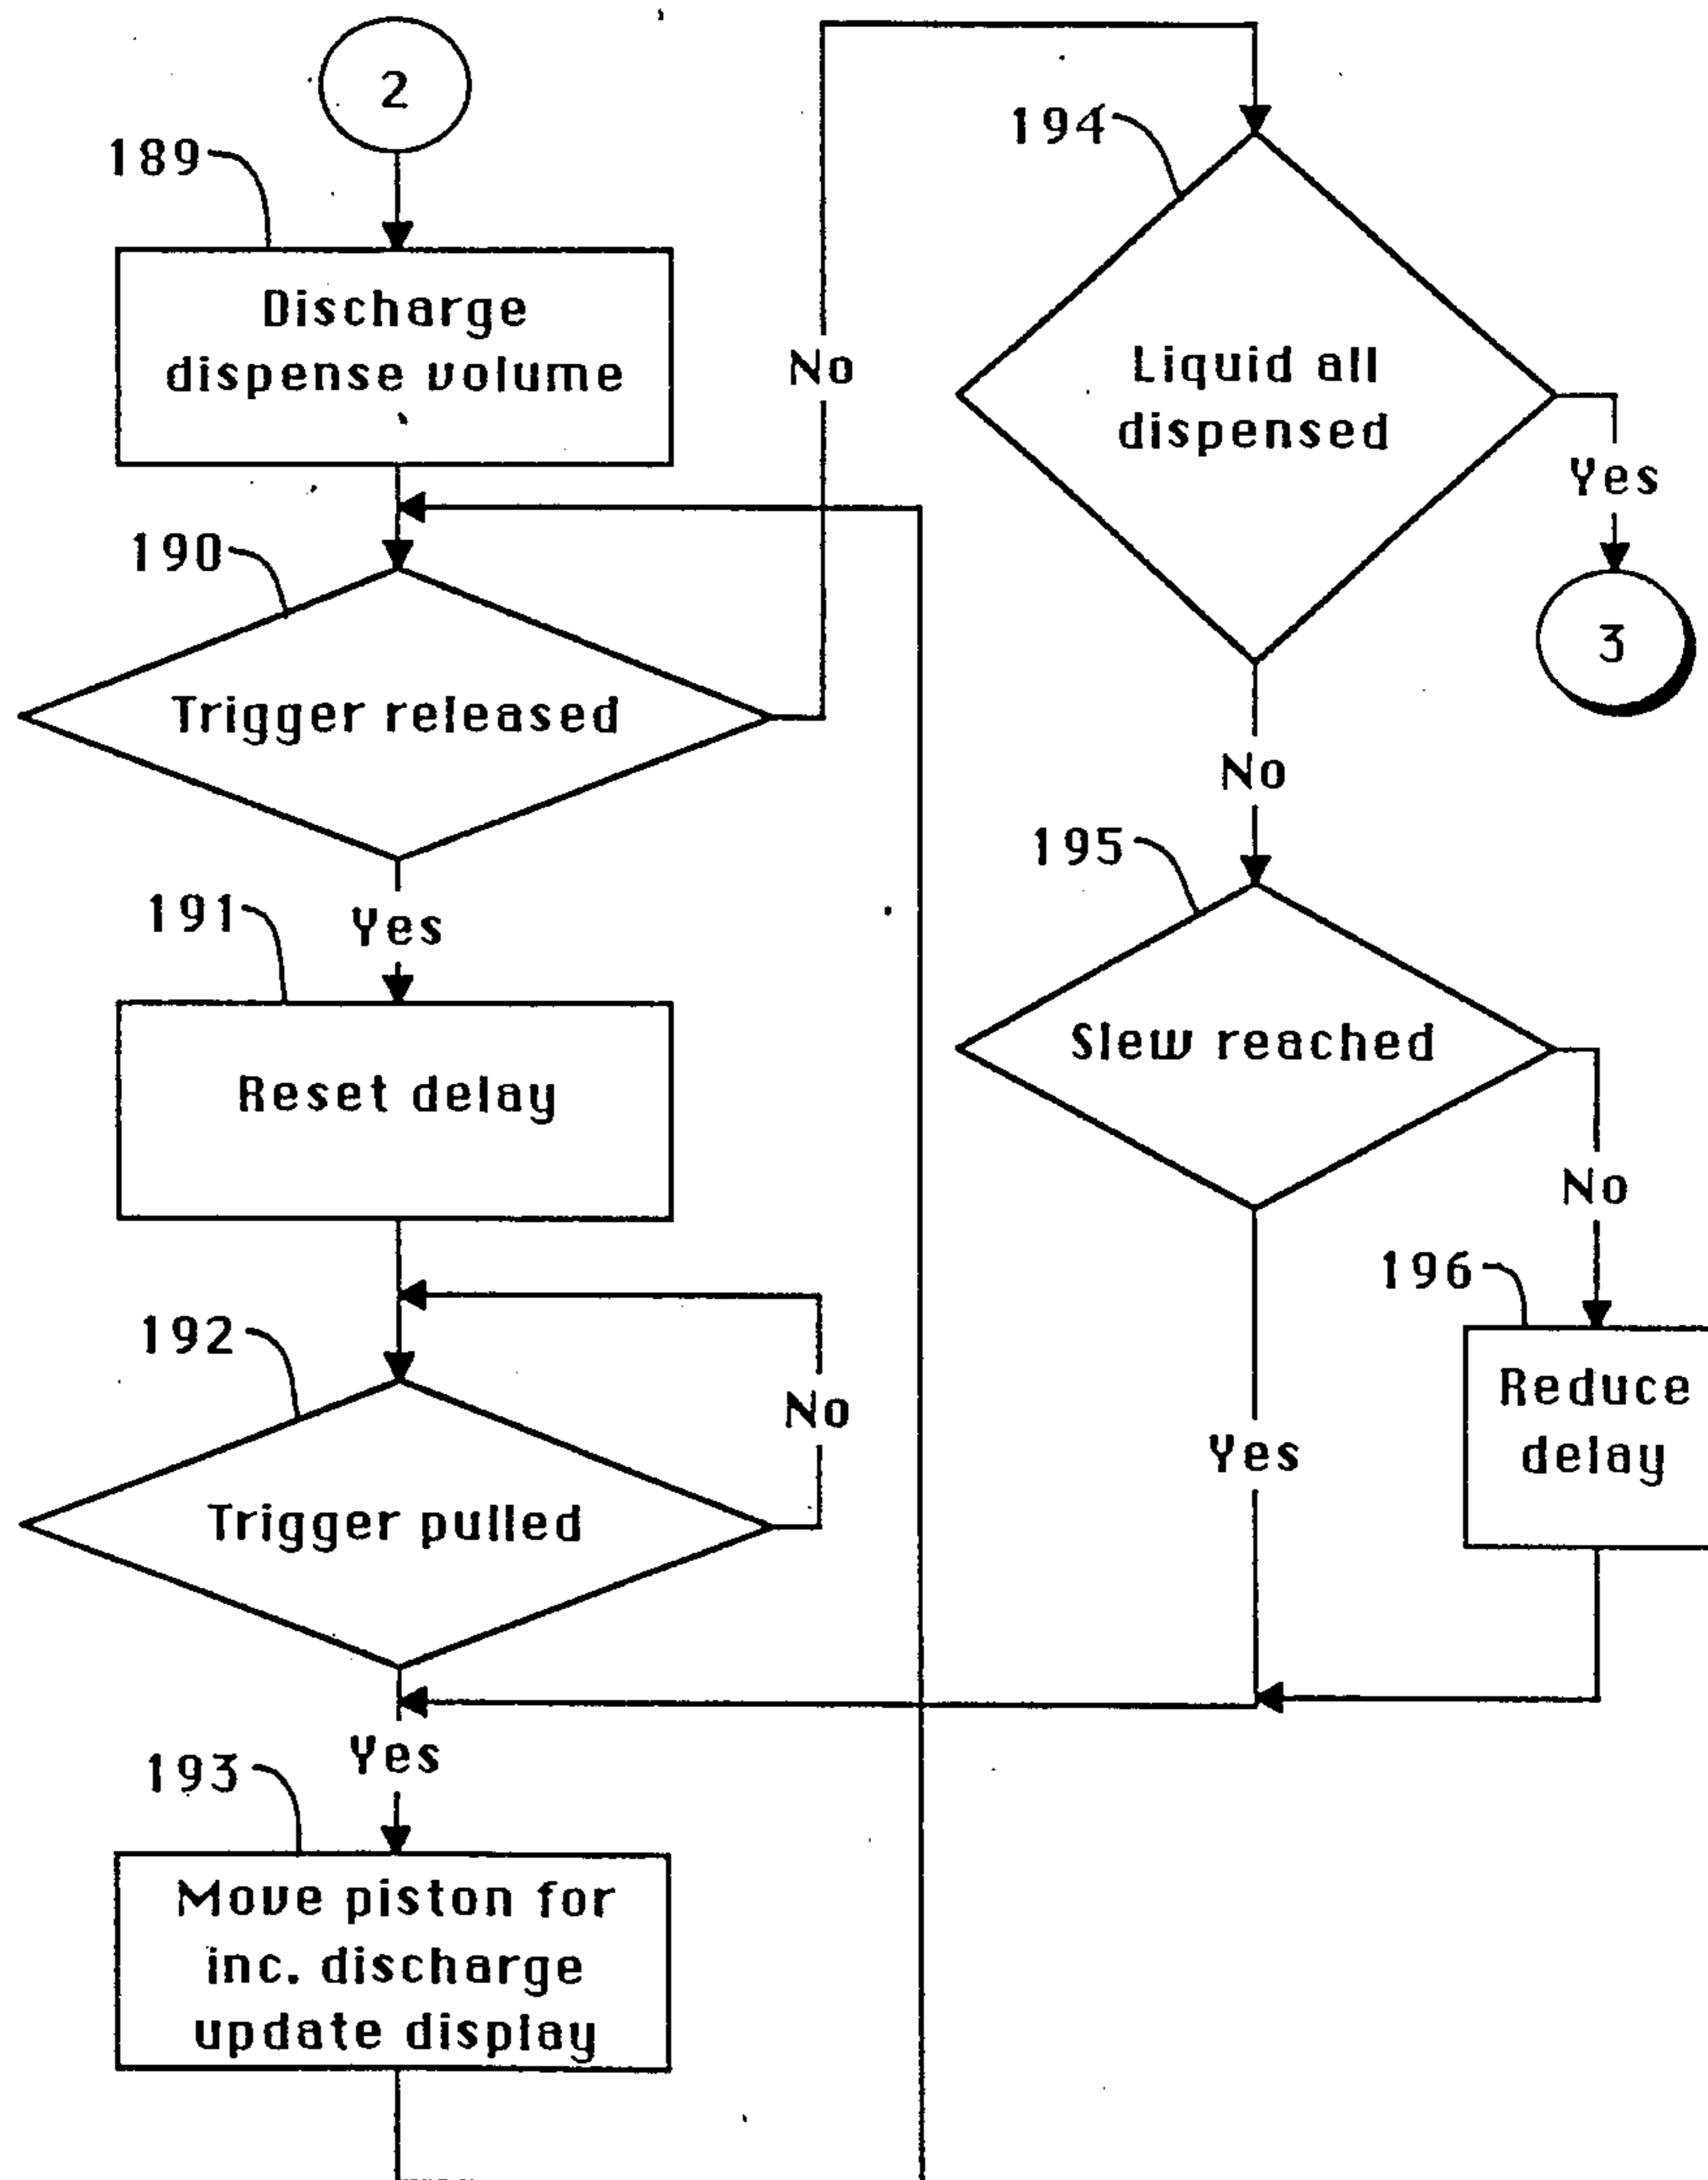 2
189
Discharge
dispense volume
190
Trigger released
No
191
Yes
Reset delay
192
Trigger pulled
No
193
Yes
Move piston for
inc. discharge
update display
194
Liquid all
dispensed
Yes
3
No
195
Slew reached
No
196
Reduce
delay
Yes